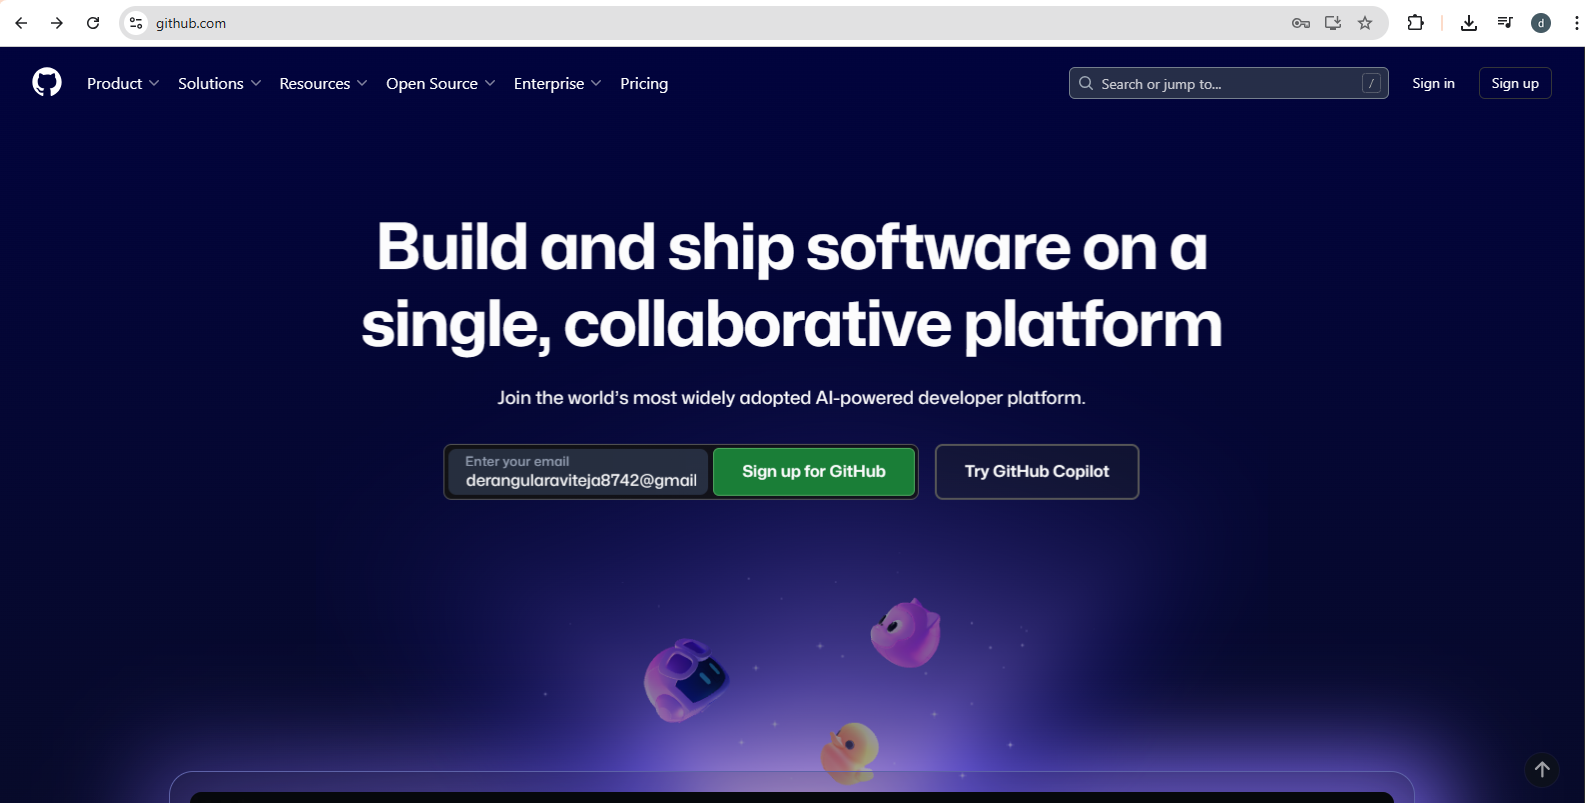 github.com
d
Product Solutions Resources Open Source Enterprise Pricing
Search or jump to... /
Sign in
Sign up
Build and ship software on a
single, collaborative platform
Join the world's most widely adopted AI-powered developer platform.
Enter your email
derangularaviteja8742@gmail
Sign up for GitHub
Try GitHub Copilot